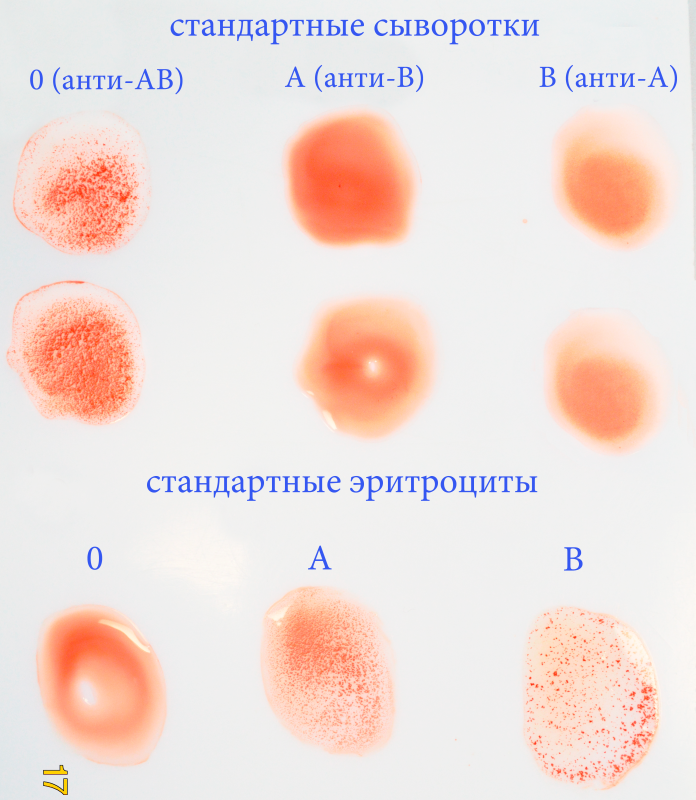 стандартные сыворотки
0 (анти-АВ) А (анти-В) В (анти-А)
стандартные эритроциты
0 А В
17